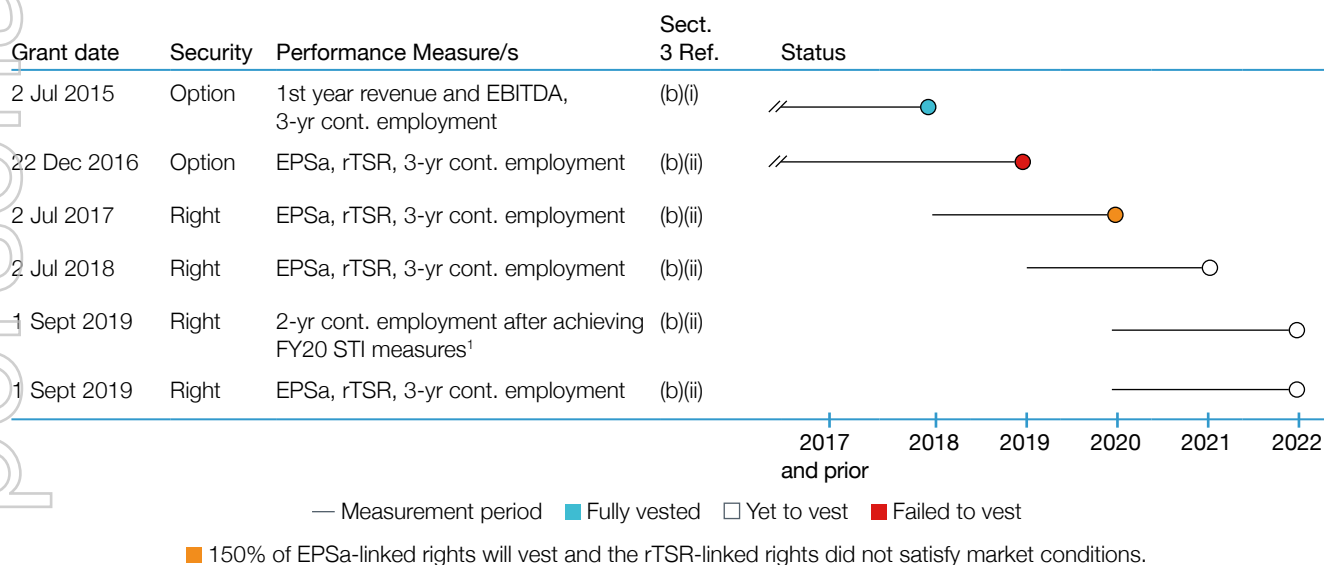 Sect.
Grant date Security Performance Measure/s 3 Ref. Status
2 Jul 2015 Option 1st year revenue and EBITDA, (b)(i)
3-yr cont. employment
22 Dec 2016 Option EPSa, rTSR, 3-yr cont. employment (b)(ii)
2 Jul 2017 Right EPSa, rTSR, 3-yr cont. employment (b)(ii)
2 Jul 2018 Right EPSa, rTSR, 3-yr cont. employment (b)(ii)
1 Sept 2019 Right 2-yr cont. employment after achieving (b)(ii)
FY20 STI measures¹
1 Sept 2019 Right EPSa, rTSR, 3-yr cont. employment (b)(ii)
2017 2018 2019 2020 2021 2022
and prior
Measurement period Fully vested Yet to vest Failed to vest
150% of EPSa-linked rights will vest and the rTSR-linked rights did not satisfy market conditions.